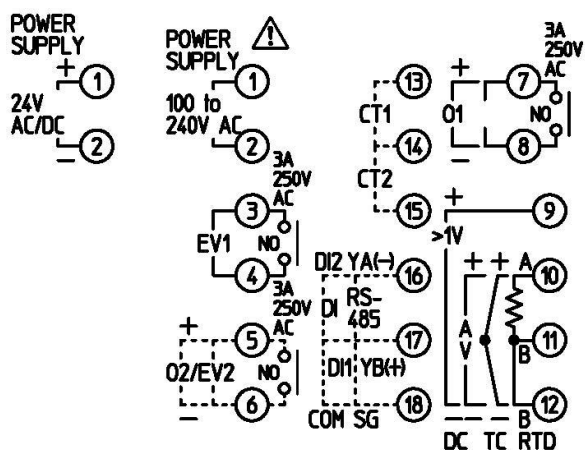 POWER
SUPPLY
+
1
24V
AC/DC
2
−
POWER
SUPPLY
1
100 to
240V AC
2
3A
250V
AC
3
EV1
NO
4
3A
250V
AC
+
5
O2/EV2
NO
6
−
13
CT1
14
CT2
15
+
7
3A
250V
AC
O1
NO
8
−
+
9
>1V
DI2 YA(−)
16
DI
RS-
485
17
DI1 YB(+)
COM SG
18
+ + +
A
10
A
V
11
B
− − −
B
12
DC TC RTD